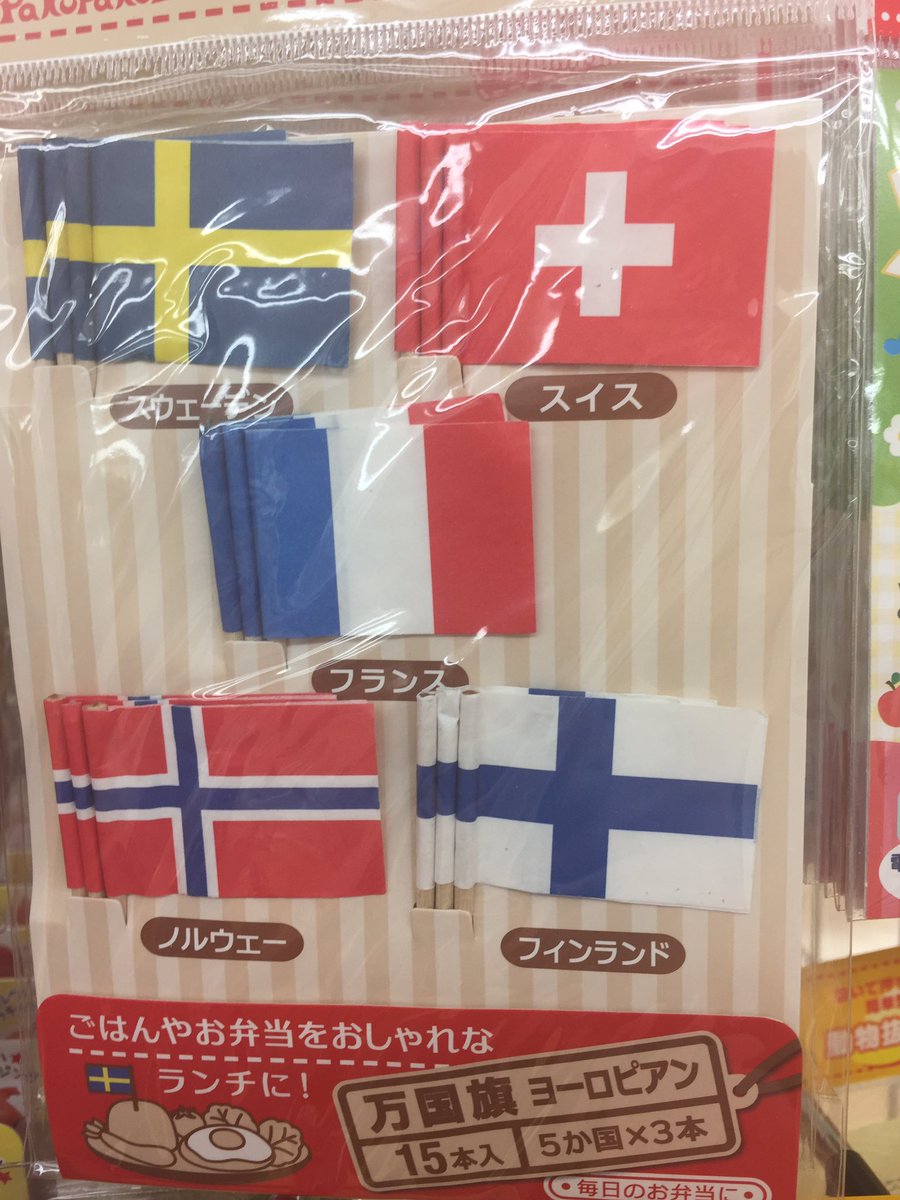 PaKuPaKu
スウェーデン
スイス
フランス
ノルウェー
フィンランド
ごはんやお弁当をおしゃれな
ランチに!
万国旗 ヨーロピアン
15本入 5か国×3本
・毎日のお弁当に・